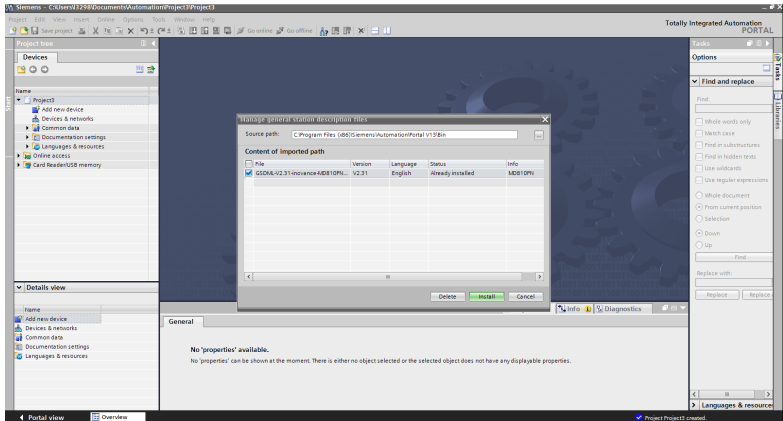 Siemens - C:\Users\13298\Documents\Automation\Project3\Project3
Project Edit View Insert Online Options Tools Window Help
Totally Integrated Automation
PORTAL
Save project
Go online Go offline
Project tree
Devices
Name
Project3
Add new device
Devices & networks
Common data
Documentation settings
Languages & resources
Online access
Card Reader/USB memory
Start
Manage general station description files
Source path: C:\Program Files (x86)\Siemens\Automation\Portal V13\Bin
Content of imported path
File Version Language Status Info
GSDML-V2.31-inovance-MD810PN... V2.31 English Already installed MD810PN
Delete Install Cancel
Tasks
Options
Find and replace
Find:
Whole words only
Match case
Find in substructures
Find in hidden texts
Use wildcards
Use regular expressions
Whole document
From current position
Selection
Down
Up
Find
Replace with:
Replace Replace
Languages & resource
Tasks
Libraries
Details view
Name
Add new device
Devices & networks
Common data
Documentation settings
Languages & resources
Info Diagnostics
General
No 'properties' available.
No 'properties' can be shown at the moment. There is either no object selected or the selected object does not have any displayable properties.
Portal view Overview
Project Project3 created.